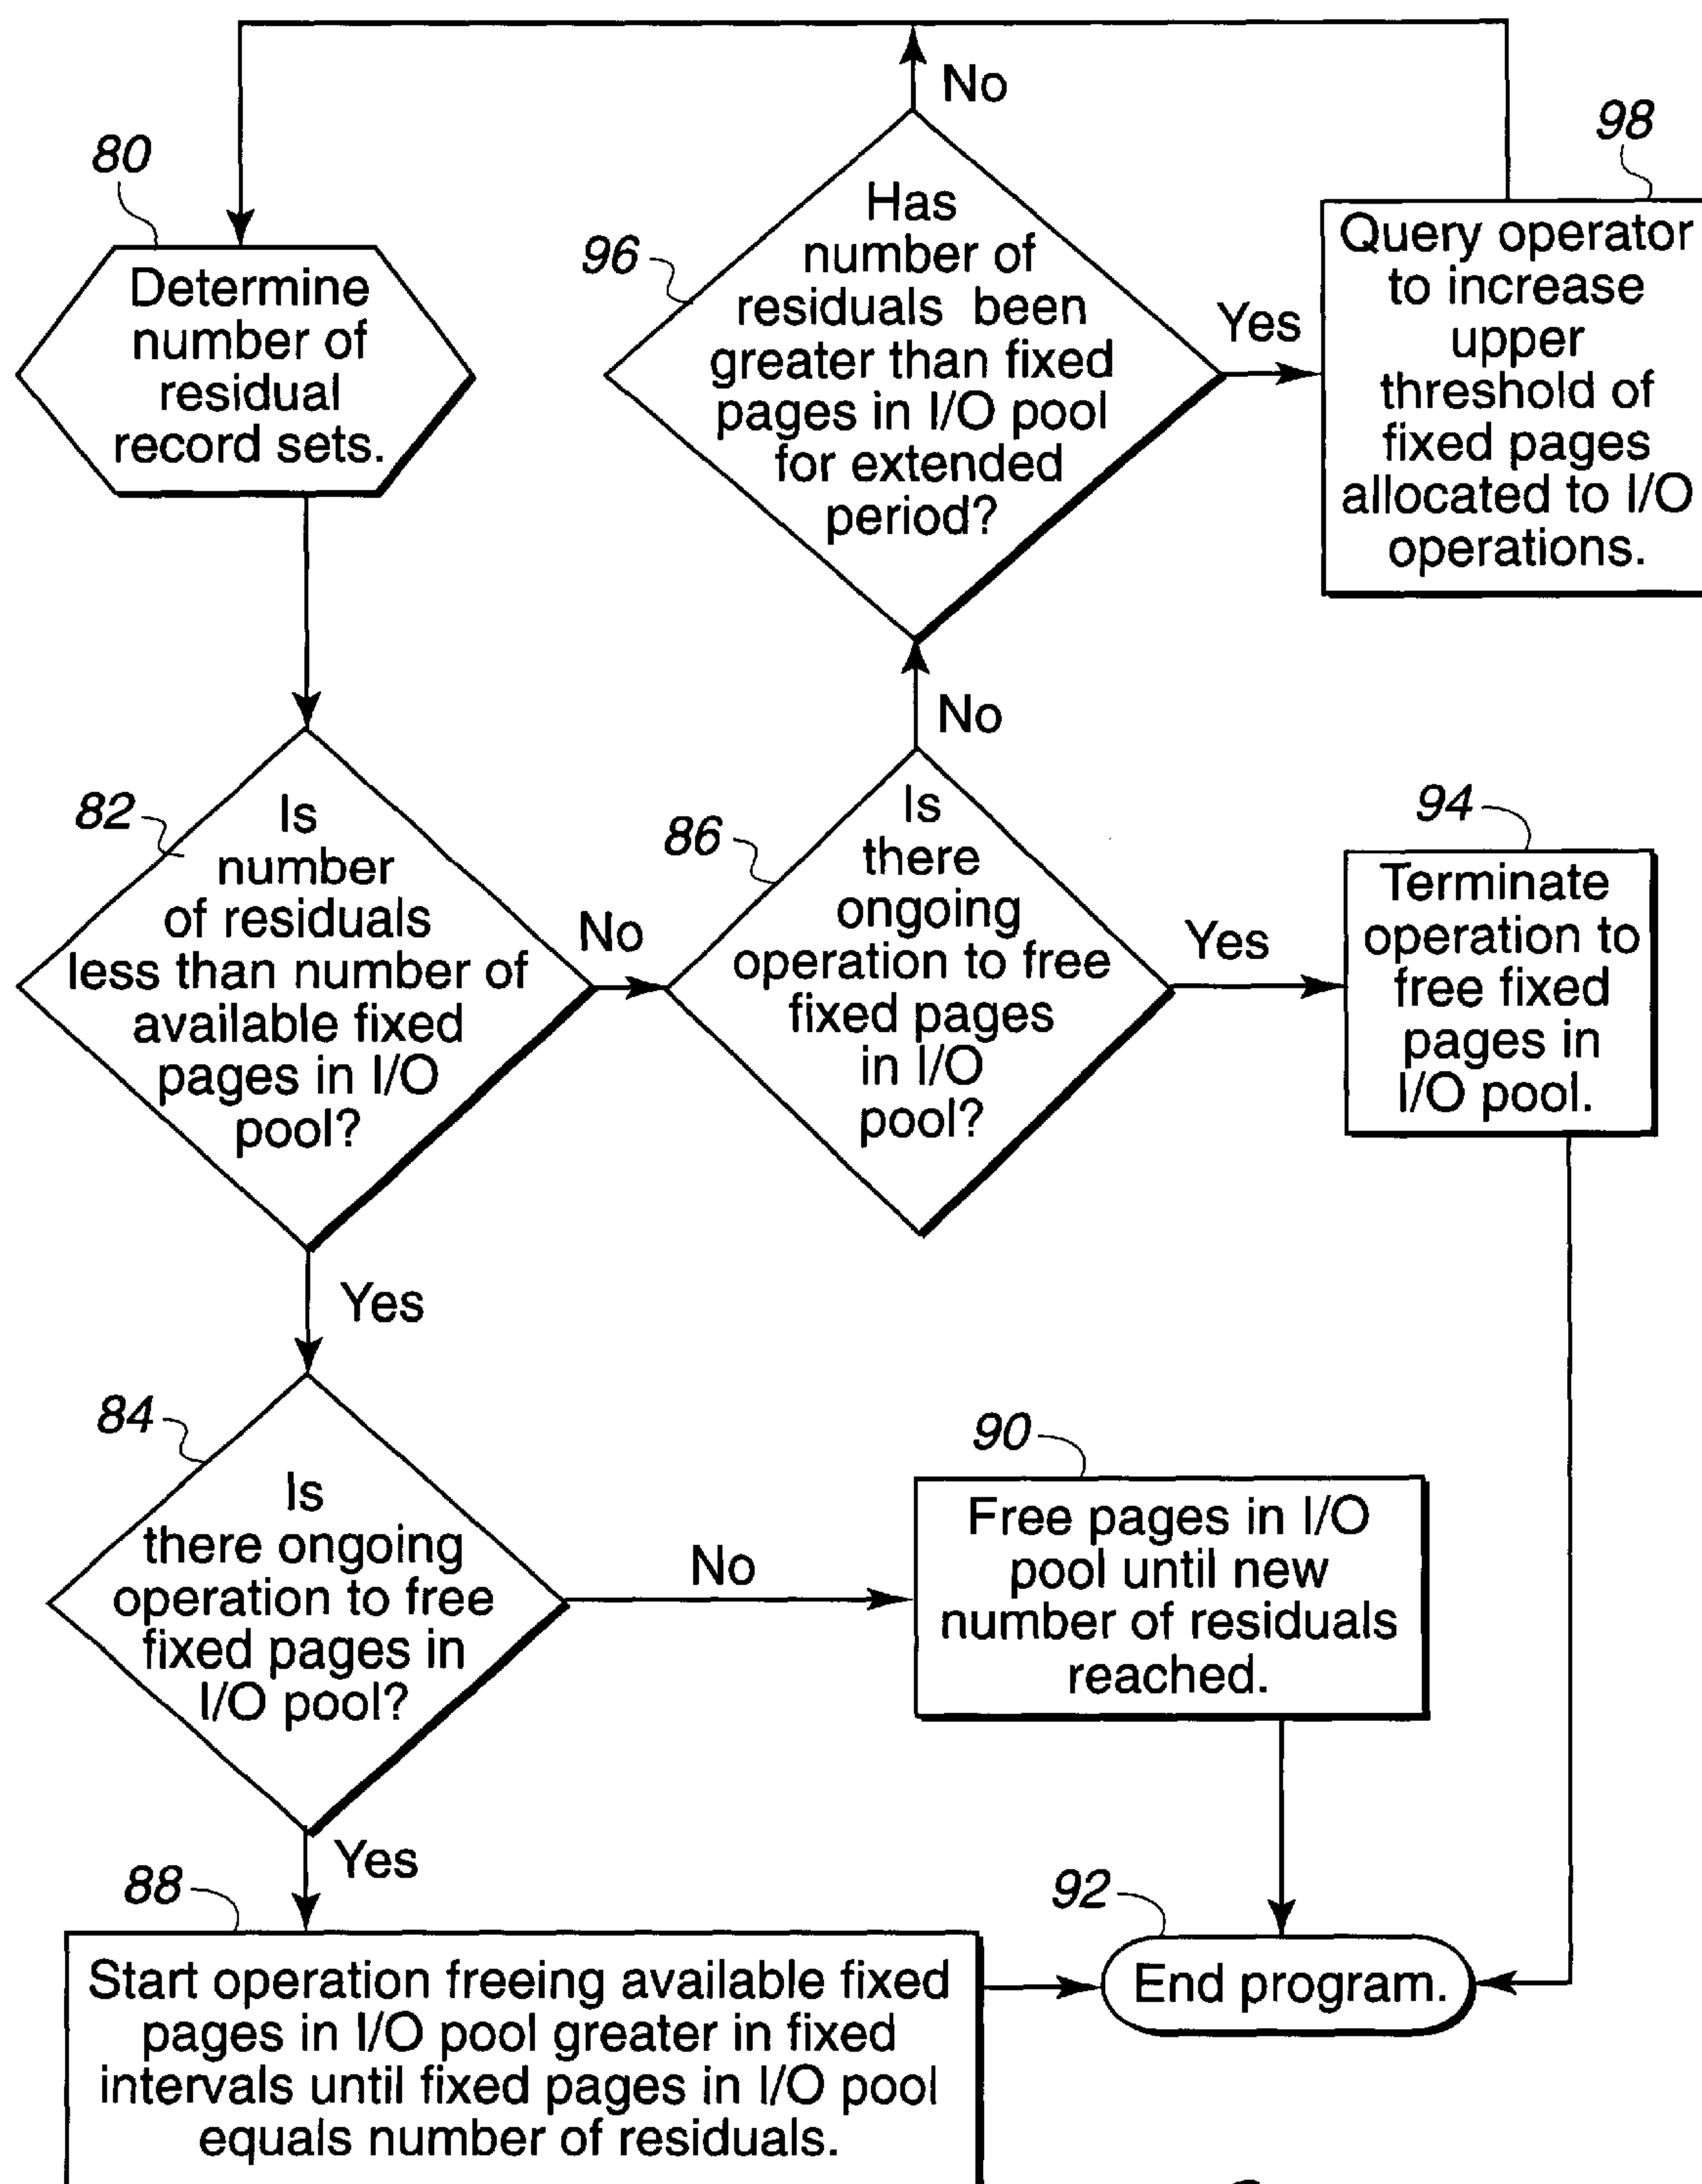 No
80
Determine
number of
residual
record sets.
96
Has
number of
residuals been
greater than fixed
pages in I/O pool
for extended
period?
Yes
98
Query operator
to increase
upper
threshold of
fixed pages
allocated to I/O
operations.
No
82
Is
number
of residuals
less than number of
available fixed
pages in I/O
pool?
No
86
Is
there
ongoing
operation to free
fixed pages
in I/O
pool?
Yes
94
Terminate
operation to
free fixed
pages in
I/O pool.
Yes
84
Is
there ongoing
operation to free
fixed pages in
I/O pool?
No
90
Free pages in I/O
pool until new
number of residuals
reached.
Yes
88
Start operation freeing available fixed
pages in I/O pool greater in fixed
intervals until fixed pages in I/O pool
equals number of residuals.
92
End program.